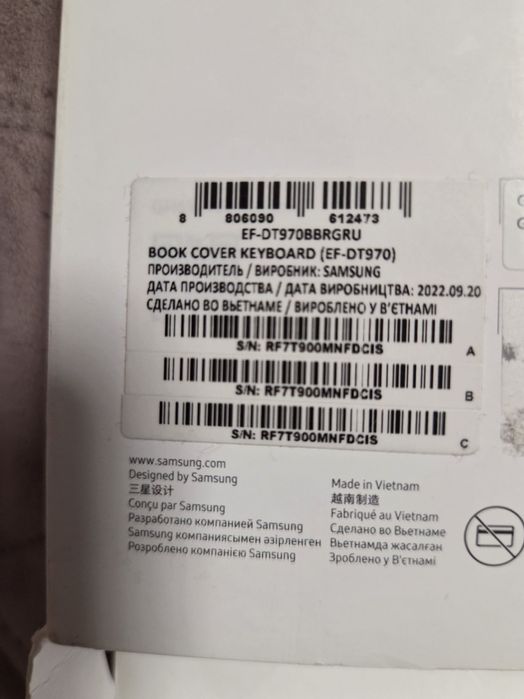 8 806090 612473
EF-DT970BBRGRU
BOOK COVER KEYBOARD (EF-DT970)
ПРОИЗВОДИТЕЛЬ / ВИРОБНИК: SAMSUNG
ДАТА ПРОИЗВОДСТВА / ДАТА ВИРОБНИЦТВА: 2022.09.20
СДЕЛАНО ВО ВЬЕТНАМЕ / ВИРОБЛЕНО У В'ЄТНАМІ
S/N: RF7T900MNFDCIS
A
S/N: RF7T900MNFDCIS
B
S/N: RF7T900MNFDCIS
C
www.samsung.com
Designed by Samsung
三星设计
Conçu par Samsung
Разработано компанией Samsung
Samsung компаниясымен әзірленген
Розроблено компанією Samsung
Made in Vietnam
越南制造
Fabriqué au Vietnam
Сделано во Вьетнаме
Вьетнамда жасалған
Зроблено у В'єтнамі